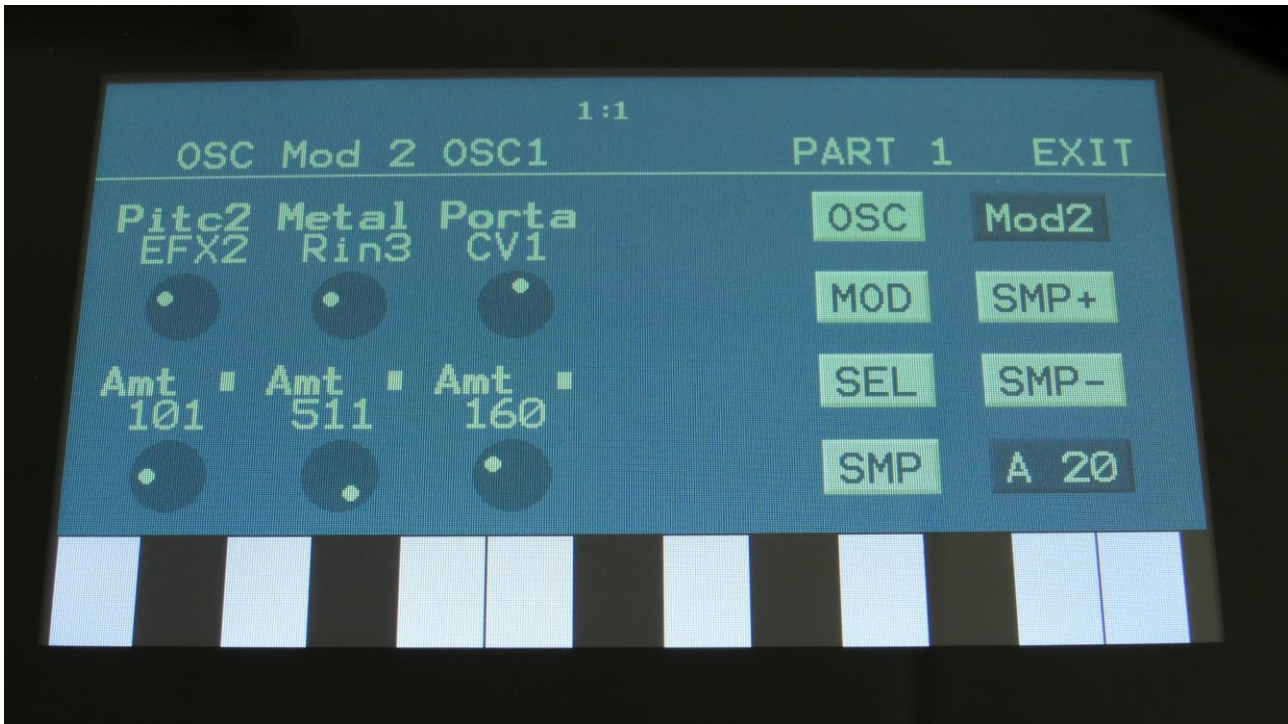 1:1
OSC Mod 2 OSC1 PART 1 EXIT
Pitc2 Metal Porta
EFX2 Rin3 CV1
OSC Mod2
MOD SMP+
Amt Amt Amt
101 511 160
SEL SMP-
SMP A 20